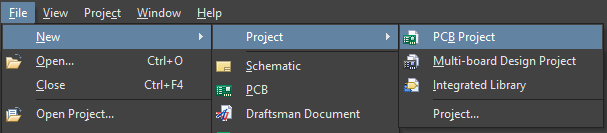 File View Project Window Help
New Project PCB Project
Open... Ctrl+O Schematic Multi-board Design Project
Close Ctrl+F4 PCB Integrated Library
Open Project... Draftsman Document Project...